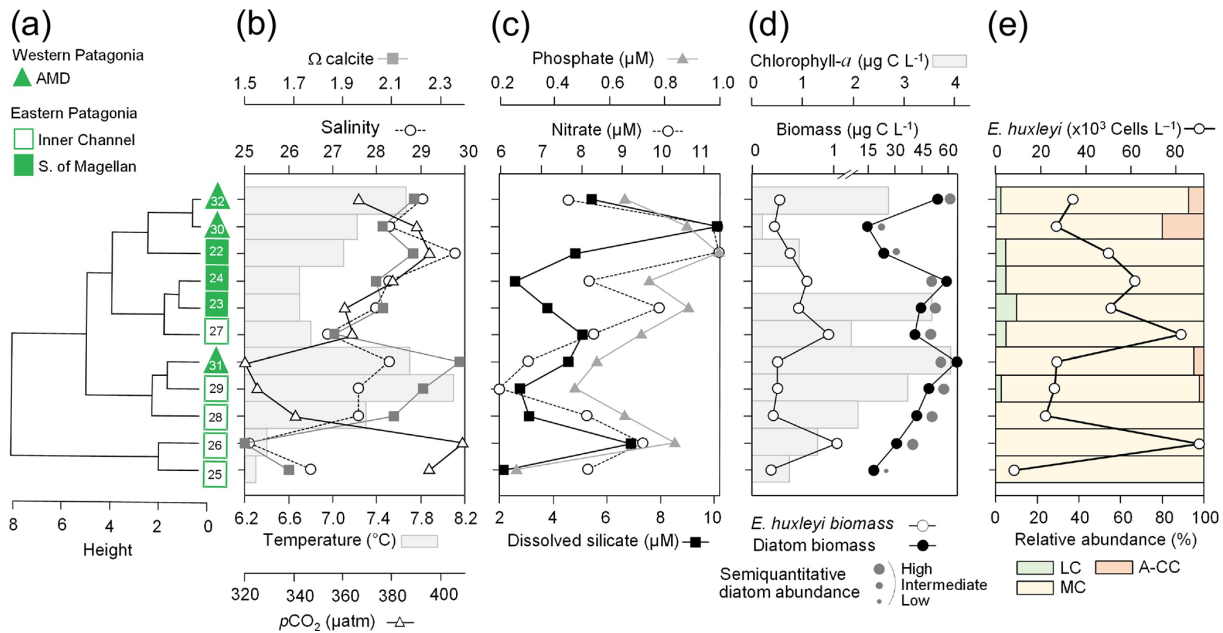 (a)
(b)
(c)
(d)
(e)
Western Patagonia
AMD
Eastern Patagonia
Inner Channel
S. of Magellan
Ω calcite
1.5 1.7 1.9 2.1 2.3
Salinity
25 26 27 28 29 30
Phosphate (µM)
0.2 0.4 0.6 0.8 1.0
Nitrate (µM)
6 7 8 9 10 11
Chlorophyll-a (µg C L⁻¹)
0 1 2 3 4
Biomass (µg C L⁻¹)
0 1 15 30 45 60
E. huxleyi (x10³ Cells L⁻¹)
0 20 40 60 80
32
30
22
24
23
27
31
29
28
26
25
8 6 4 2 0
Height
6.2 6.6 7.0 7.4 7.8 8.2
Temperature (°C)
320 340 360 380 400
pCO₂ (µatm)
2 4 6 8 10
Dissolved silicate (µM)
E. huxleyi biomass
Diatom biomass
Semiquantitative
diatom abundance
High
Intermediate
Low
0 20 40 60 80 100
Relative abundance (%)
LC
A-CC
MC